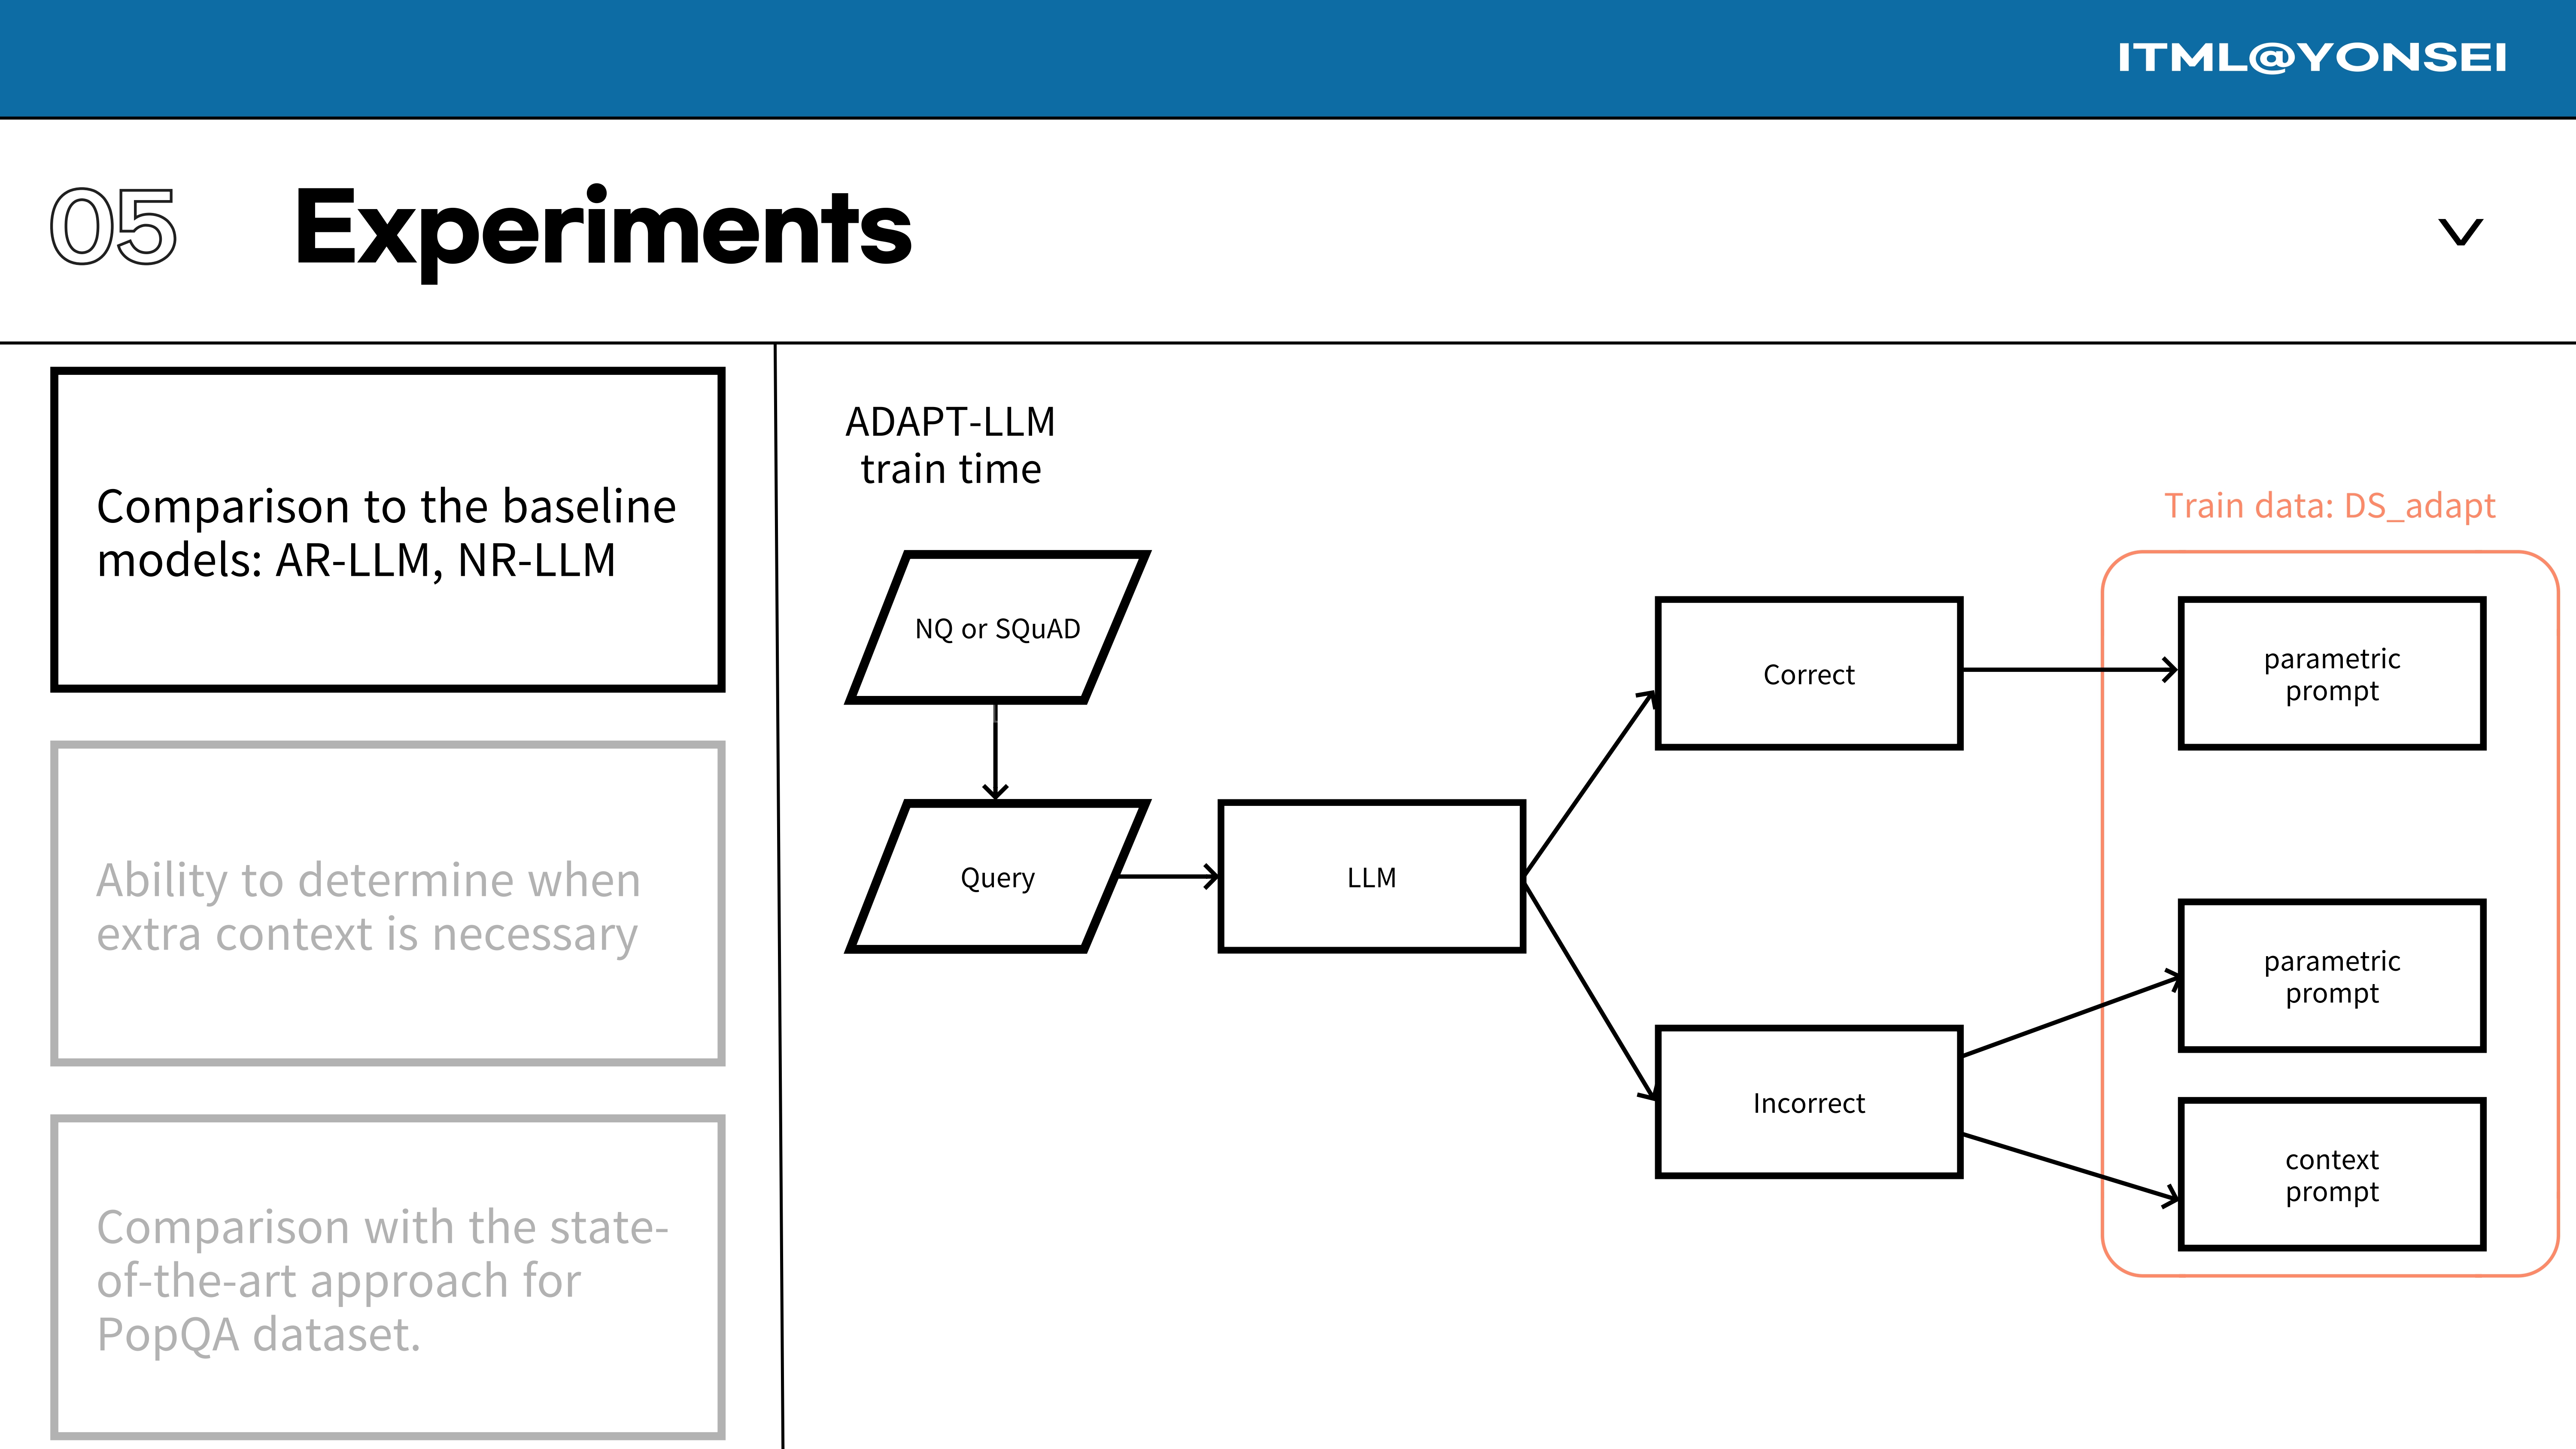 ITML@YONSEI
05
Experiments
Comparison to the baseline
models: AR-LLM, NR-LLM
Ability to determine when
extra context is necessary
Comparison with the state-
of-the-art approach for
PopQA dataset.
ADAPT-LLM
train time
NQ or SQuAD
Query
LLM
Correct
Incorrect
Train data: DS_adapt
parametric
prompt
parametric
prompt
context
prompt